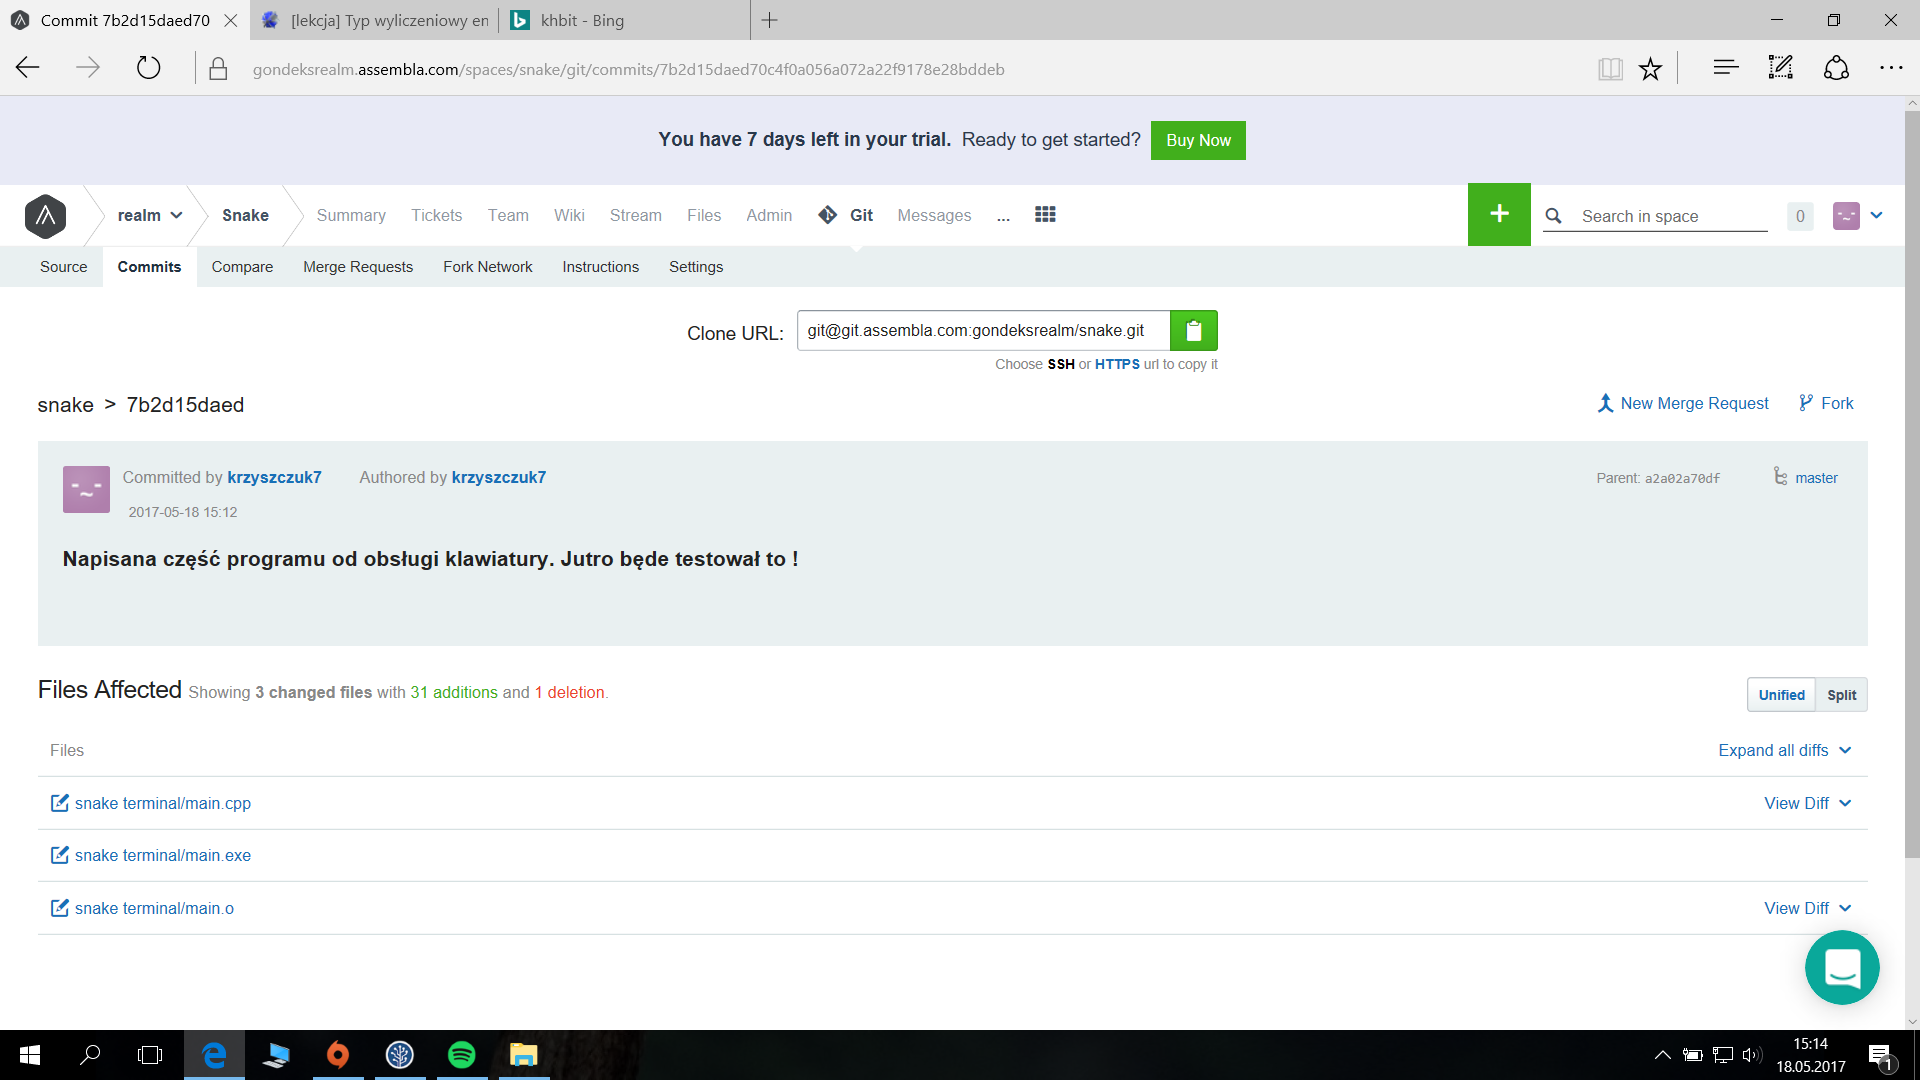 Commit 7b2d15daed70
[lekcja] Typ wyliczeniowy en
khbit - Bing
gondeksrealm.assembla.com/spaces/snake/git/commits/7b2d15daed70c4f0a056a072a22f9178e28bddeb
You have 7 days left in your trial. Ready to get started? Buy Now
realm Snake Summary Tickets Team Wiki Stream Files Admin Git Messages ... + Search in space 0
Source Commits Compare Merge Requests Fork Network Instructions Settings
Clone URL: git@git.assembla.com:gondeksrealm/snake.git
Choose SSH or HTTPS url to copy it
snake > 7b2d15daed New Merge Request Fork
Committed by krzyszczuk7 Authored by krzyszczuk7 Parent: a2a02a70df master
2017-05-18 15:12
Napisana część programu od obsługi klawiatury. Jutro będe testował to !
Files Affected Showing 3 changed files with 31 additions and 1 deletion. Unified Split
Files Expand all diffs
snake terminal/main.cpp View Diff
snake terminal/main.exe
snake terminal/main.o View Diff
15:14
18.05.2017
1